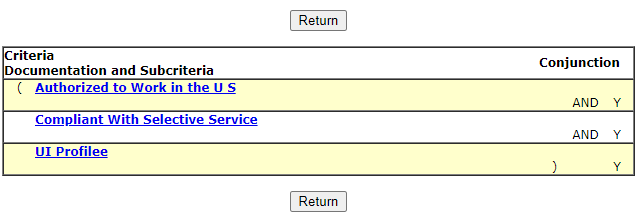 Return
Criteria
Documentation and Subcriteria
Conjunction
( Authorized to Work in the U S
AND Y
Compliant With Selective Service
AND Y
UI Profilee
) Y
Return